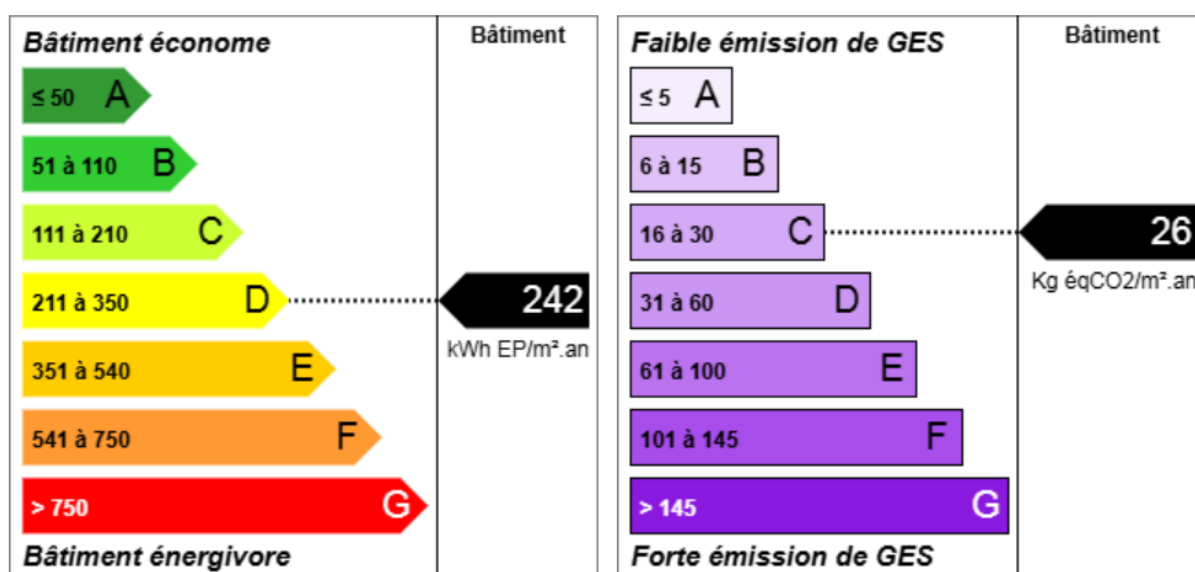 Bâtiment économe
Bâtiment
≤ 50 A
51 à 110 B
111 à 210 C
211 à 350 D
242
kWh EP/m².an
351 à 540 E
541 à 750 F
> 750 G
Bâtiment énergivore
Faible émission de GES
Bâtiment
≤ 5 A
6 à 15 B
16 à 30 C
26
Kg éqCO2/m².an
31 à 60 D
61 à 100 E
101 à 145 F
> 145 G
Forte émission de GES